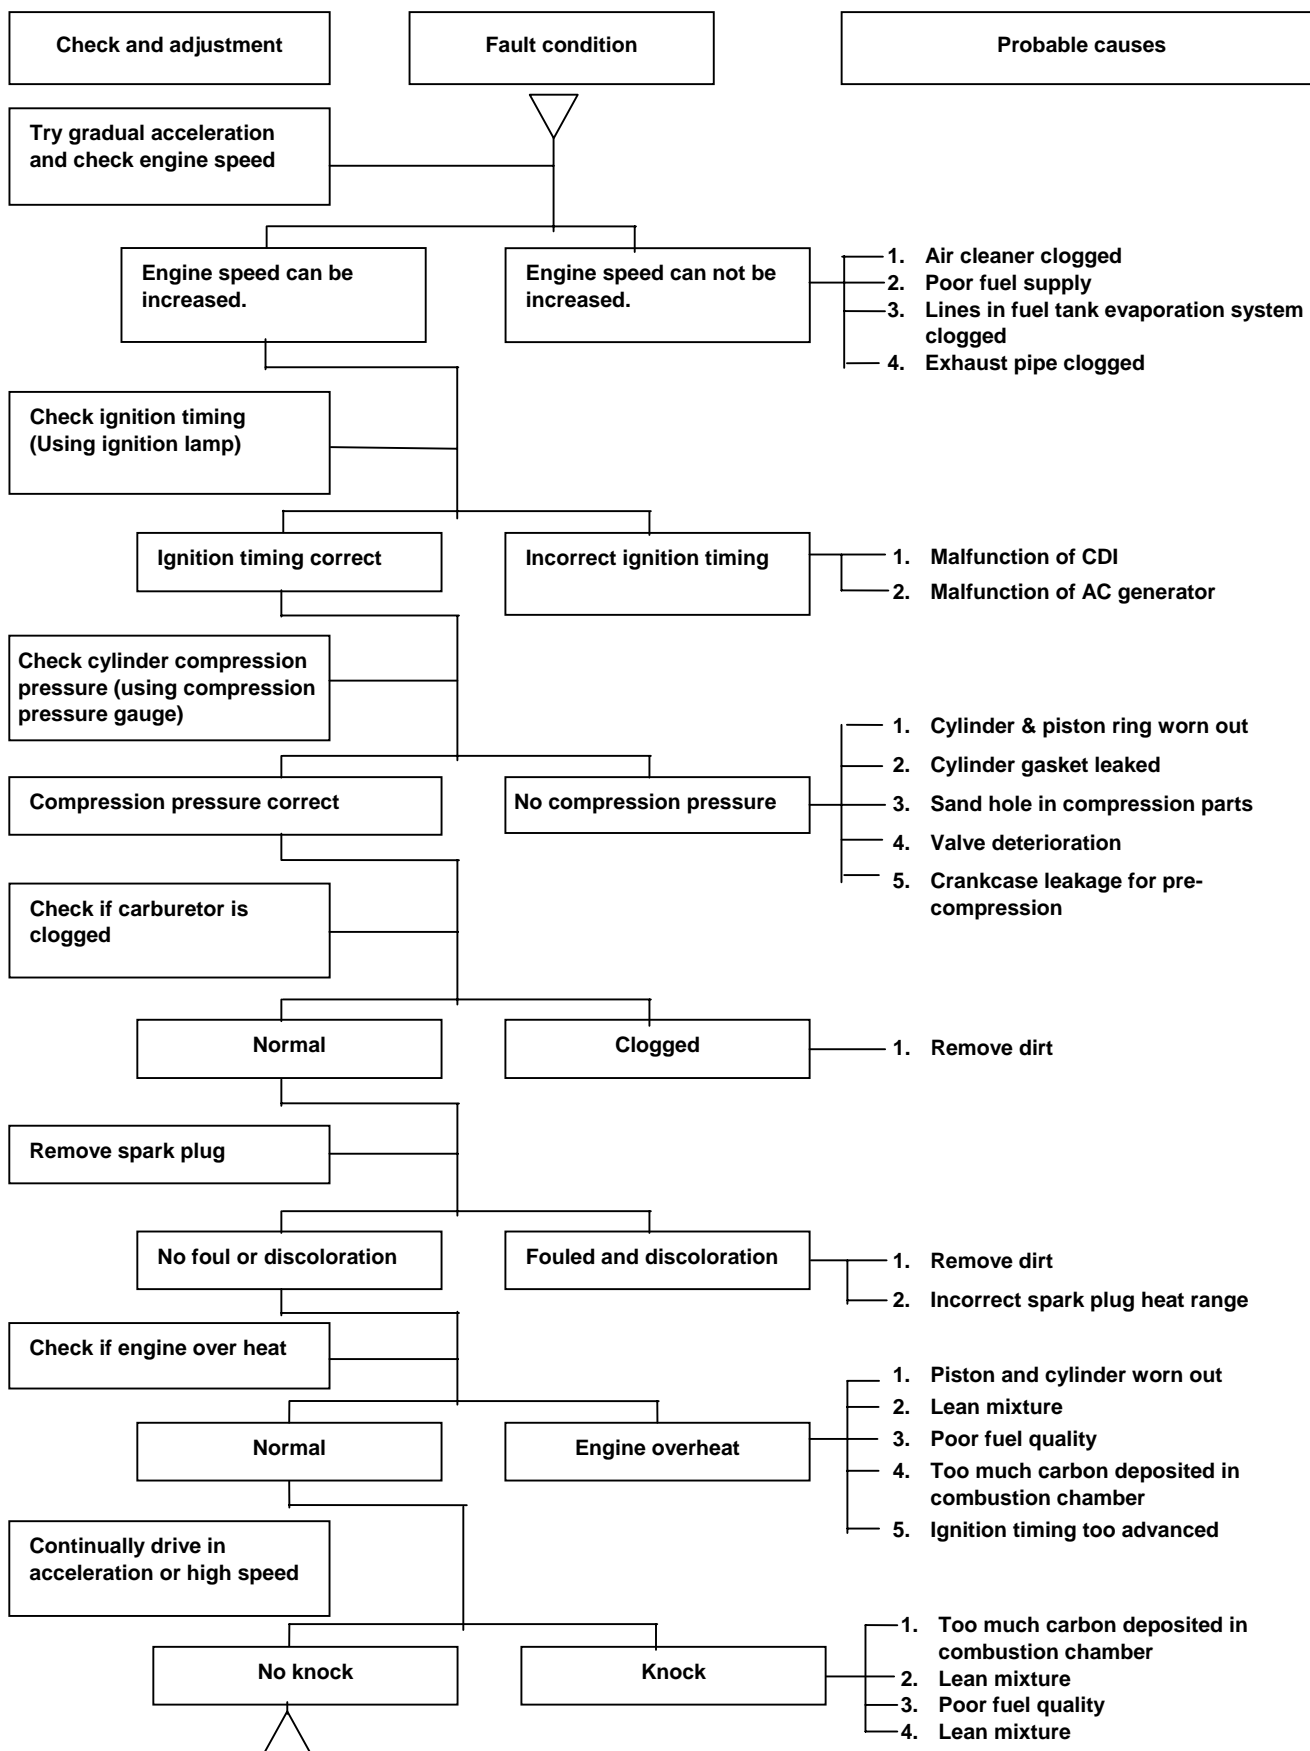 Check and adjustment
Fault condition
Probable causes
Try gradual acceleration
and check engine speed
Engine speed can be
increased.
Engine speed can not be
increased.
1. Air cleaner clogged
2. Poor fuel supply
3. Lines in fuel tank evaporation system
clogged
4. Exhaust pipe clogged
Check ignition timing
(Using ignition lamp)
Ignition timing correct
Incorrect ignition timing
1. Malfunction of CDI
2. Malfunction of AC generator
Check cylinder compression
pressure (using compression
pressure gauge)
Compression pressure correct
No compression pressure
1. Cylinder & piston ring worn out
2. Cylinder gasket leaked
3. Sand hole in compression parts
4. Valve deterioration
5. Crankcase leakage for pre-
compression
Check if carburetor is
clogged
Normal
Clogged
1. Remove dirt
Remove spark plug
No foul or discoloration
Fouled and discoloration
1. Remove dirt
2. Incorrect spark plug heat range
Check if engine over heat
Normal
Engine overheat
1. Piston and cylinder worn out
2. Lean mixture
3. Poor fuel quality
4. Too much carbon deposited in
combustion chamber
5. Ignition timing too advanced
Continually drive in
acceleration or high speed
No knock
Knock
1. Too much carbon deposited in
combustion chamber
2. Lean mixture
3. Poor fuel quality
4. Lean mixture